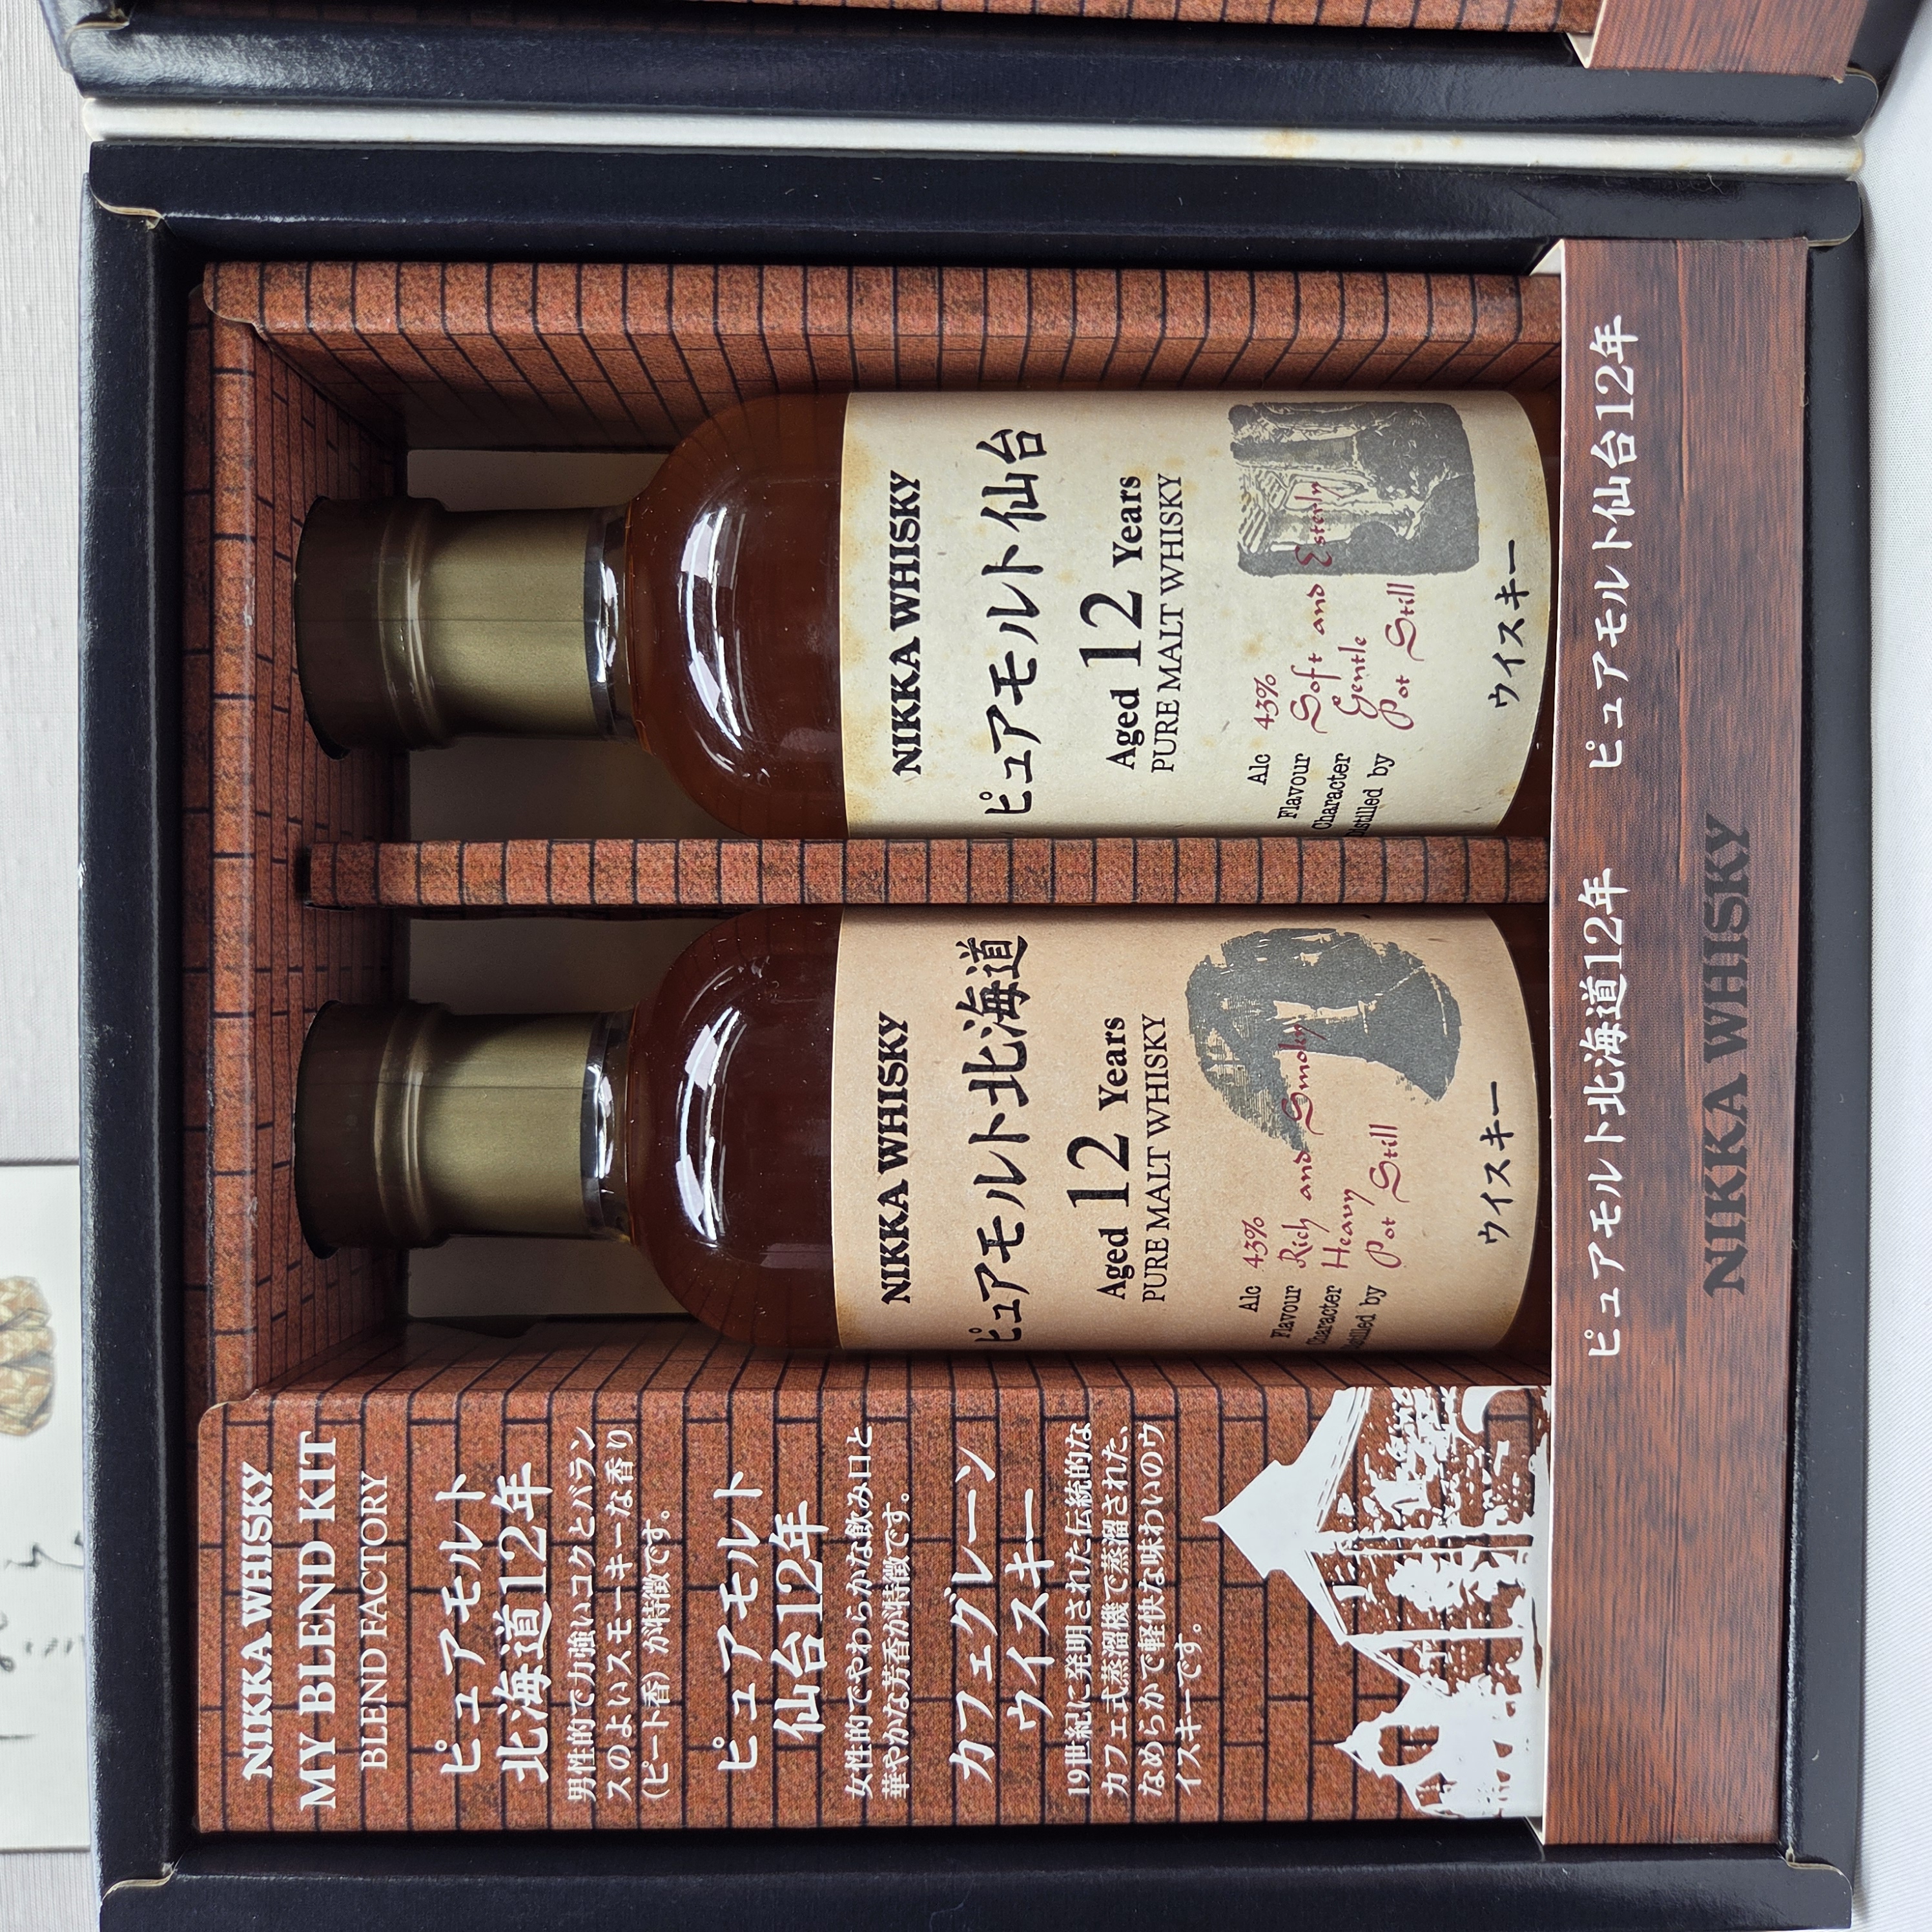 NIKKA WHISKY
MY BLEND KIT
BLEND FACTORY
ピュアモルト
北海道12年
男性的で力強いコクとバラン
スのよいスモーキーな香り
（ピート香）が特徴です。
ピュアモルト
仙台12年
女性的でやわらかな飲み口と
華やかな芳香が特徴です。
カフェグレーン
ウイスキー
19世紀に発明された伝統的な
カフェ式蒸溜機で蒸溜された、
なめらかで軽快な味わいのウ
イスキーです。
NIKKA WHISKY
ピュアモルト北海道
Aged 12 Years
PURE MALT WHISKY
Alc 43%
Flavour Rich and Smoky
Character Heavy
Distilled by Pot Still
ウイスキー
NIKKA WHISKY
ピュアモルト仙台
Aged 12 Years
PURE MALT WHISKY
Alc 43%
Flavour Soft and Esterly
Character Gentle
Distilled by Pot Still
ウイスキー
ピュアモルト北海道12年 ピュアモルト仙台12年
NIKKA WHISKY